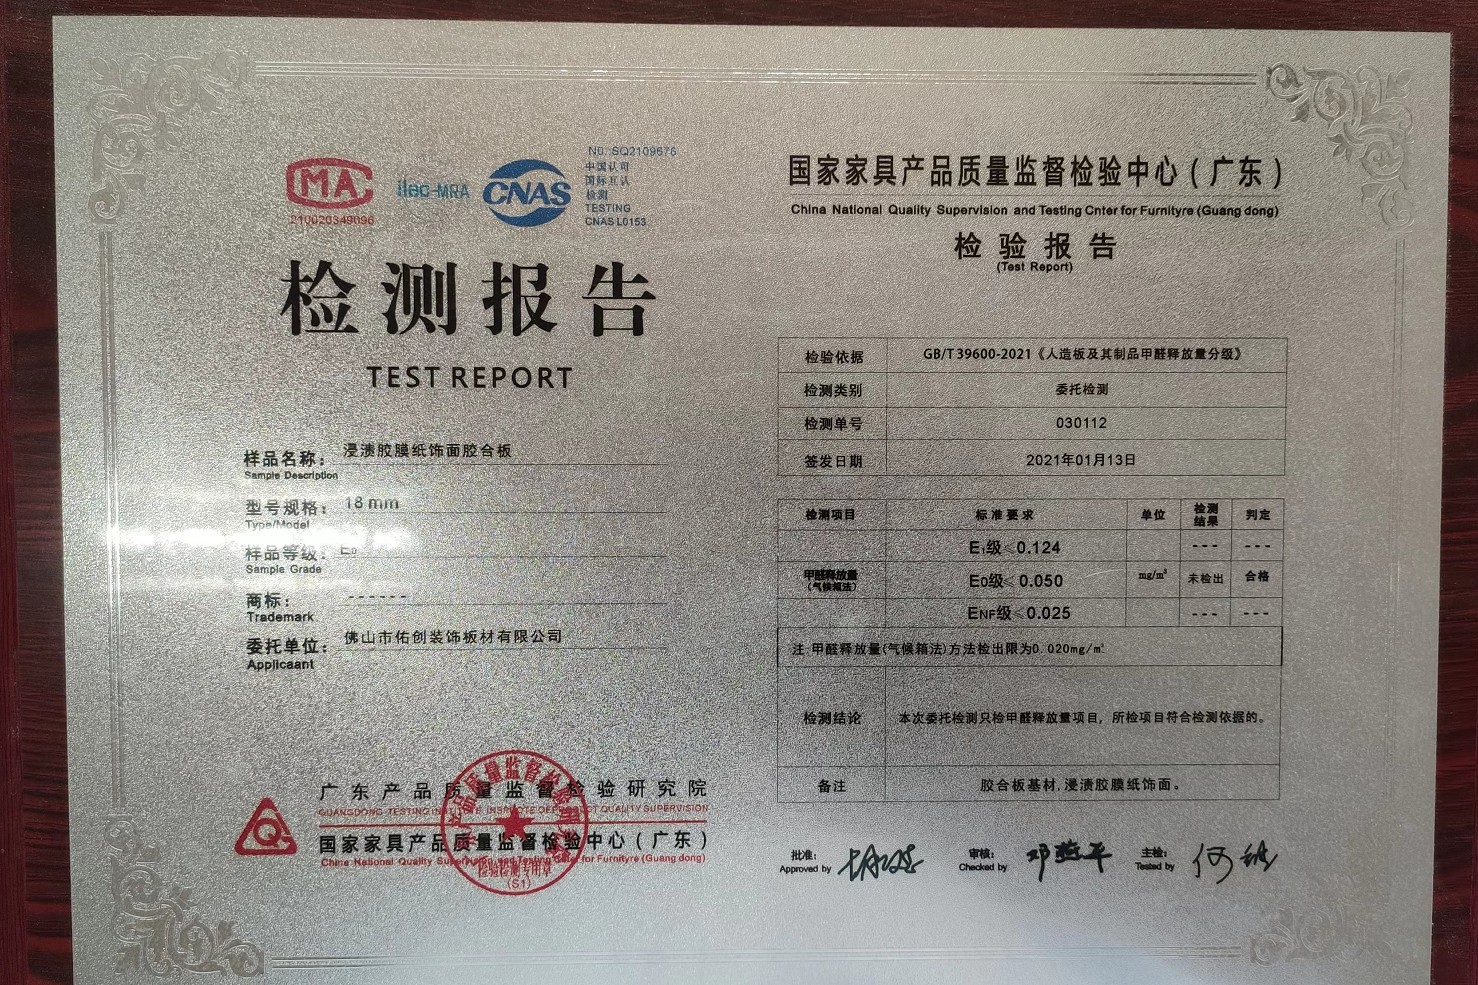 MA
210020349096
ilac-MRA
CNAS
N0. SQ2109676
中国认可
国际互认
检测
TESTING
CNAS L0153
检测报告
TEST REPORT
样品名称： 浸渍胶膜纸饰面胶合板
Sample Description
型号规格： 18 mm
Type/Model
样品等级： E₀
Sample Grade
商标： ------
Trademark
委托单位： 佛山市佑创装饰板材有限公司
Applicaant
广东产品质量监督检验研究院
GUANGDONG TESTING QUALITY SUPERVISION
国家家具产品质量监督检验中心（广东）
China National Quality Supervision and Testing Cnter for Furnityre (Guang dong)
检验检测专用章
(S1)
国家家具产品质量监督检验中心（广东）
China National Quality Supervision and Testing Cnter for Furnityre (Guang dong)
检验报告
(Test Report)
检验依据 GB/T 39600-2021《人造板及其制品甲醛释放量分级》
检测类别 委托检测
检测单号 030112
签发日期 2021年01月13日
检测项目 标准要求 单位 检测结果 判定
E₁级≤0.124 --- ---
甲醛释放量（气候箱法） E0级≤0.050 mg/m³ 未检出 合格
ENF级≤0.025 --- ---
注:甲醛释放量(气候箱法)方法检出限为0.020mg/m³
检测结论 本次委托检测只检甲醛释放量项目，所检项目符合检测依据的。
备注 胶合板基材,浸渍胶膜纸饰面。
批准： 审核： 邓燕平 主检：
Approved by Checked by Tested by